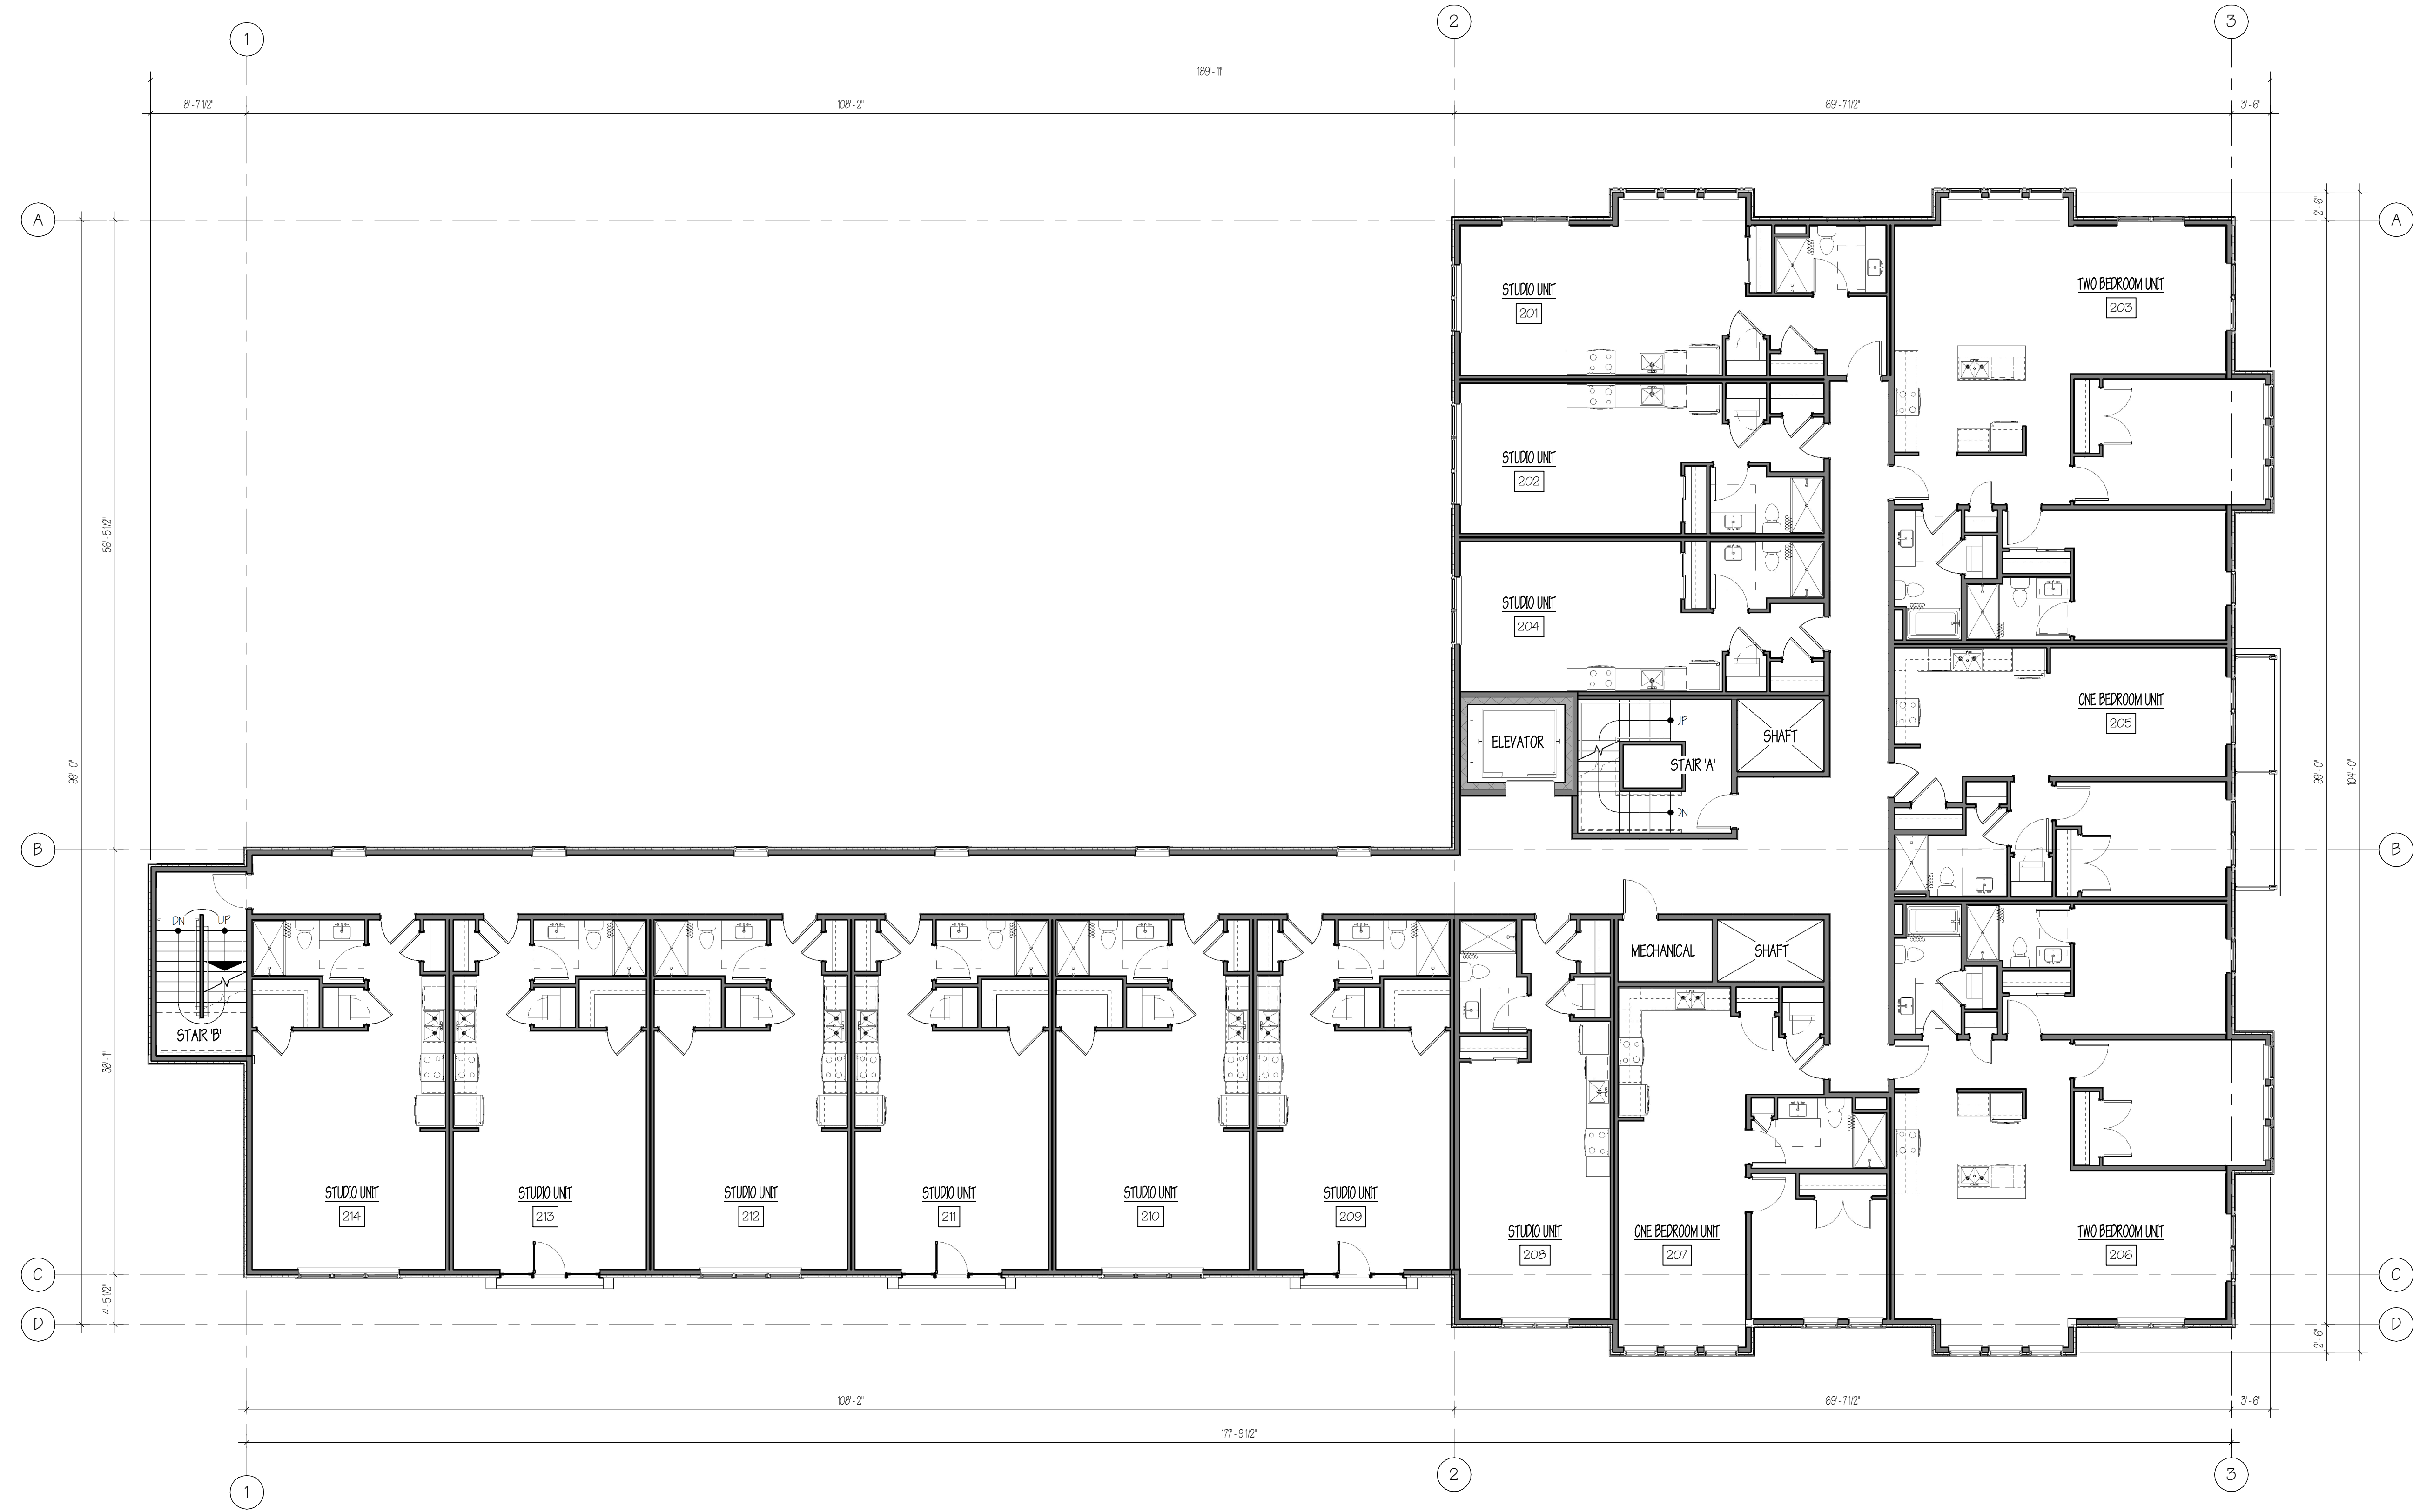 1
2
3
189'-11"
8'-7 1/2"
108'-2"
69'-7 1/2"
3'-6"
A
A
2'-6"
STUDIO UNIT
201
TWO BEDROOM UNIT
203
STUDIO UNIT
202
56'-5 1/2"
STUDIO UNIT
204
ONE BEDROOM UNIT
205
UP
ELEVATOR
SHAFT
STAIR 'A'
99'-0"
99'-0"
104'-0"
DN
B
B
DN
UP
MECHANICAL
SHAFT
STAIR 'B'
38'-1"
STUDIO UNIT
214
STUDIO UNIT
213
STUDIO UNIT
212
STUDIO UNIT
211
STUDIO UNIT
210
STUDIO UNIT
209
STUDIO UNIT
208
ONE BEDROOM UNIT
207
TWO BEDROOM UNIT
206
C
C
4'-5 1/2"
D
D
2'-6"
108'-2"
69'-7 1/2"
3'-6"
177'-9 1/2"
1
2
3